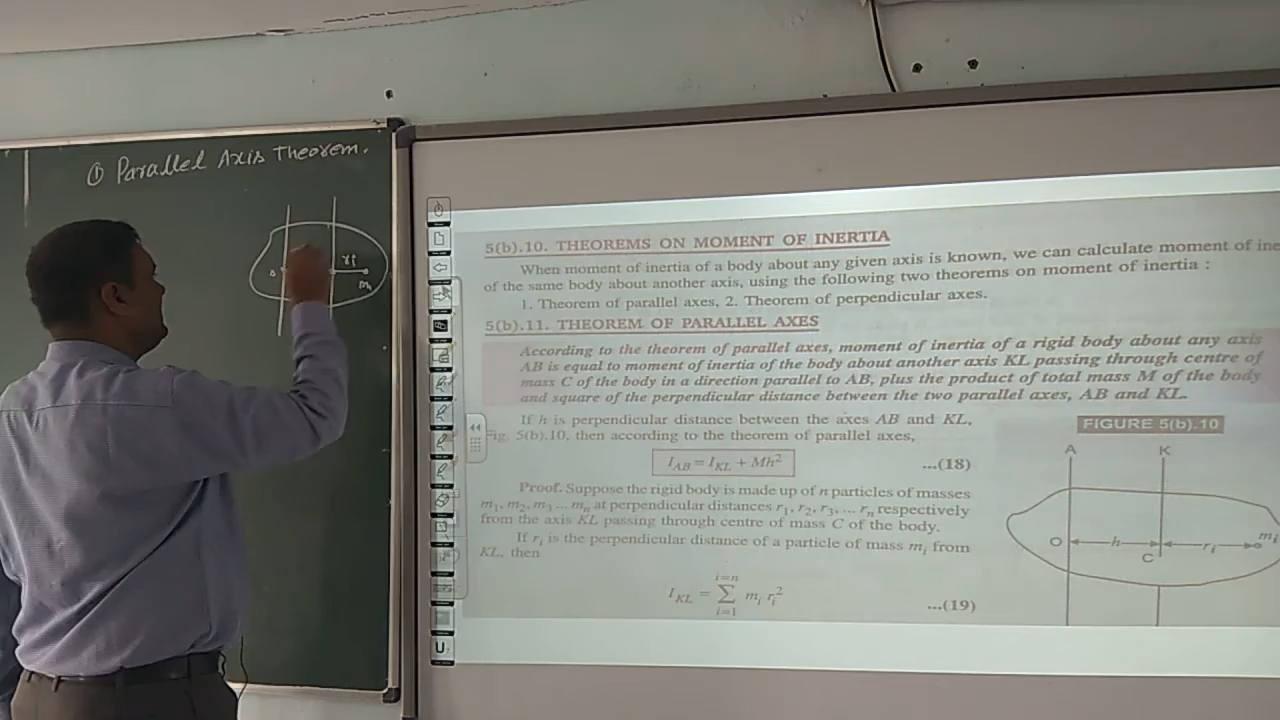 ① Parallel Axis Theorem.
ri
mi
5(b).10. THEOREMS ON MOMENT OF INERTIA
When moment of inertia of a body about any given axis is known, we can calculate moment of ine
of the same body about another axis, using the following two theorems on moment of inertia :
1. Theorem of parallel axes, 2. Theorem of perpendicular axes.
5(b).11. THEOREM OF PARALLEL AXES
According to the theorem of parallel axes, moment of inertia of a rigid body about any axis
AB is equal to moment of inertia of the body about another axis KL passing through centre of
mass C of the body in a direction parallel to AB, plus the product of total mass M of the body
and square of the perpendicular distance between the two parallel axes, AB and KL.
If h is perpendicular distance between the axes AB and KL,
Fig. 5(b).10, then according to the theorem of parallel axes,
I_AB = I_KL + Mh² ...(18)
Proof. Suppose the rigid body is made up of n particles of masses
m₁, m₂, m₃ ... mₙ at perpendicular distances r₁, r₂, r₃, ... rₙ respectively
from the axis KL passing through centre of mass C of the body.
If rᵢ is the perpendicular distance of a particle of mass mᵢ from
KL, then
i=n
I_KL = Σ mᵢ rᵢ² ...(19)
i=1
FIGURE 5(b).10
A K
O h C rᵢ mᵢ
U